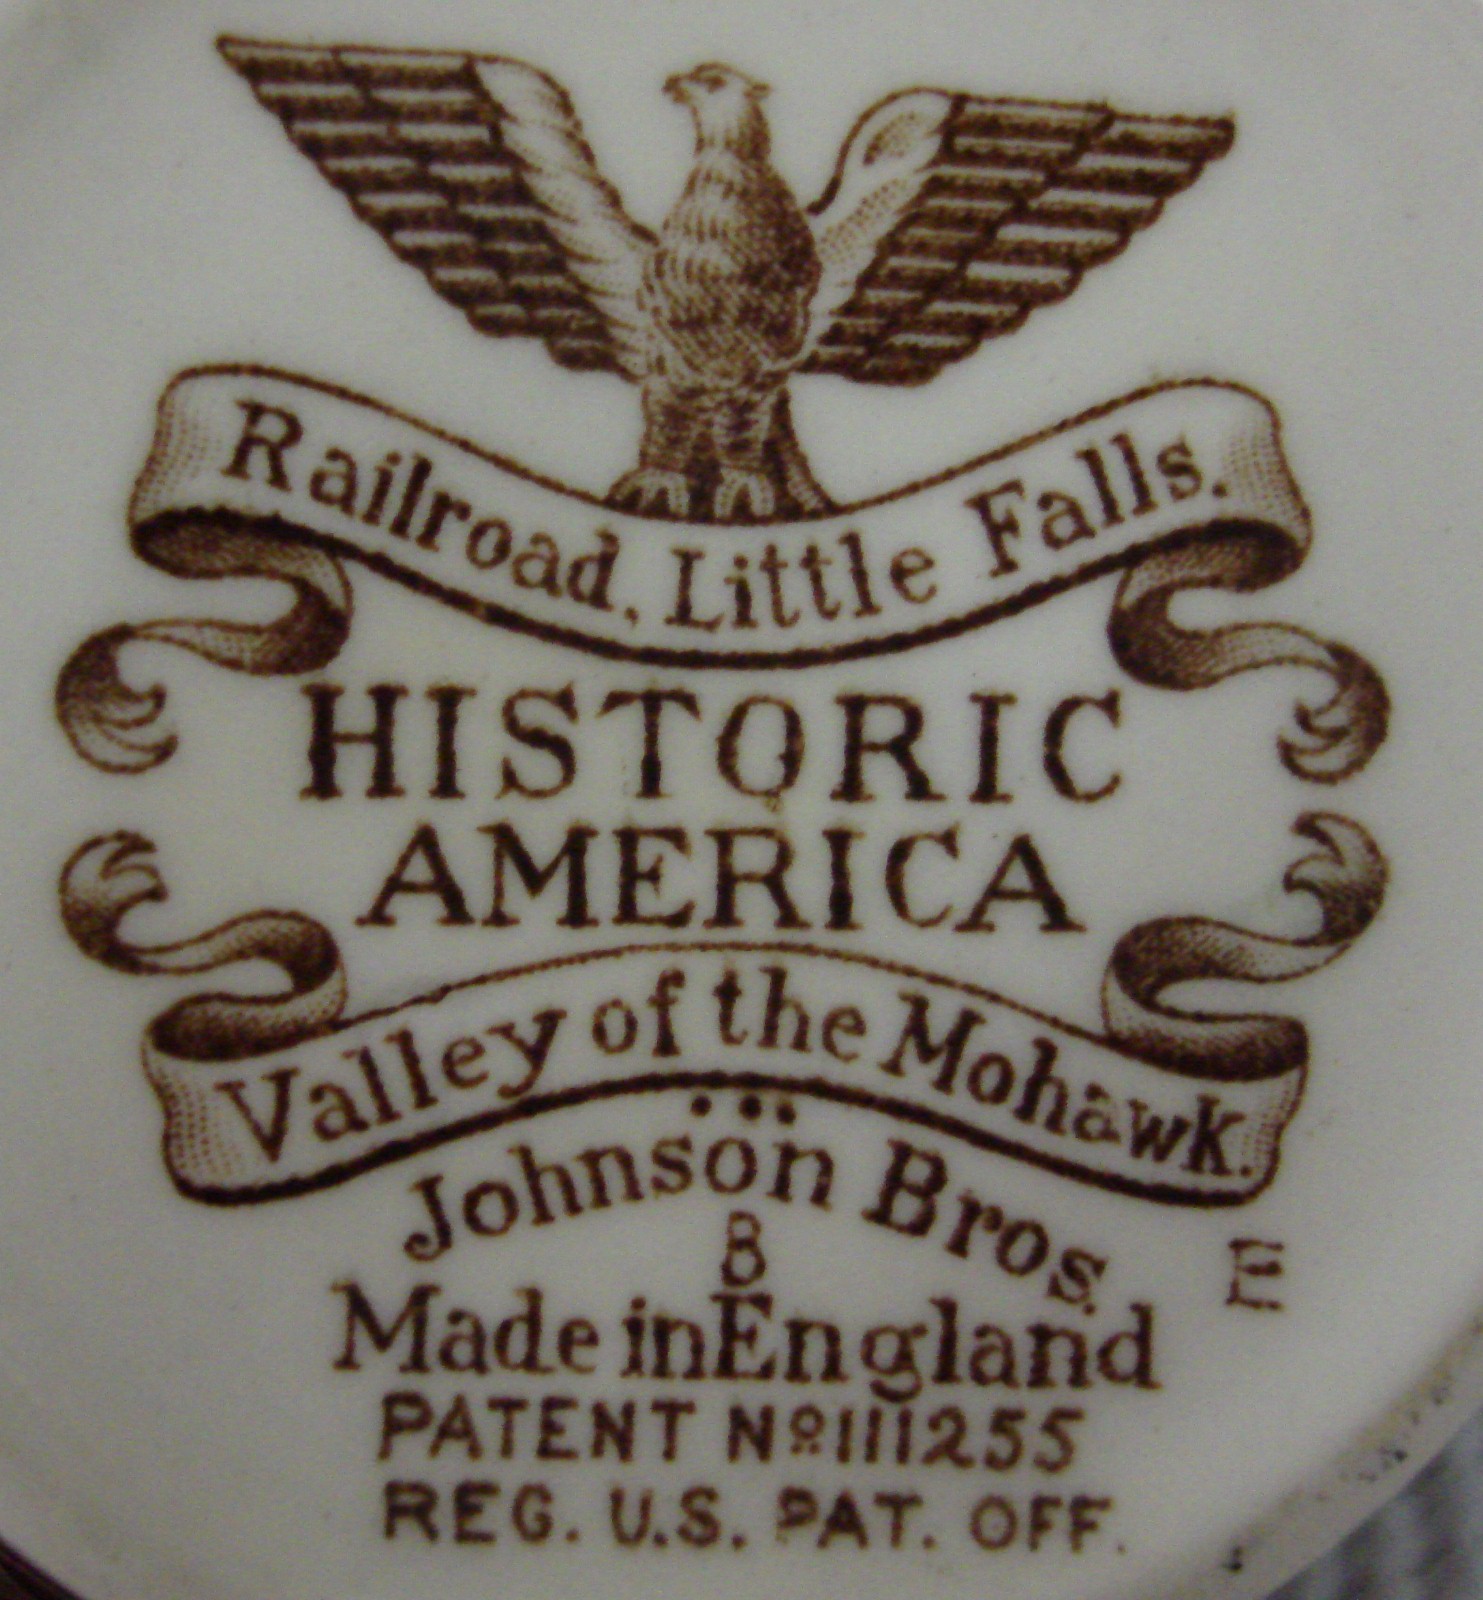 Railroad, Little Falls.
HISTORIC
AMERICA
Valley of the Mohawk.
Johnson Bros.
8
E
Made in England
PATENT Nº 111255
REG. U.S. PAT. OFF.